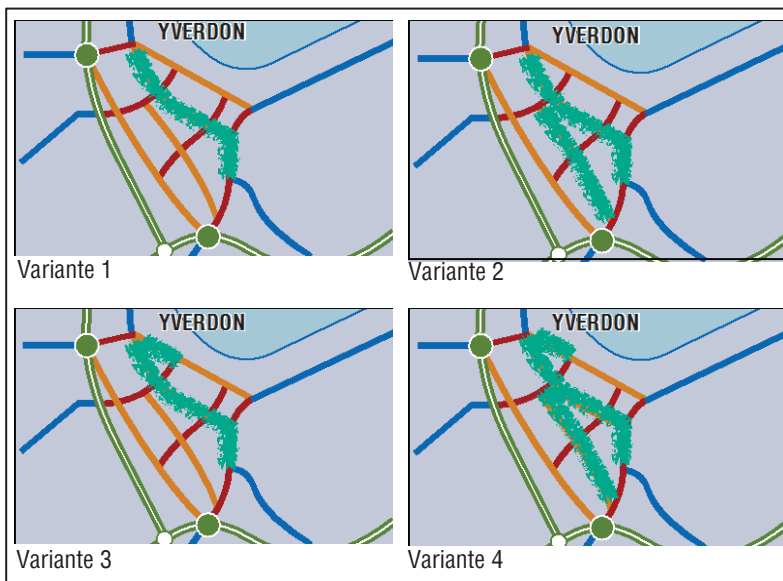 YVERDON
YVERDON
Variante 1
Variante 2
YVERDON
YVERDON
Variante 3
Variante 4